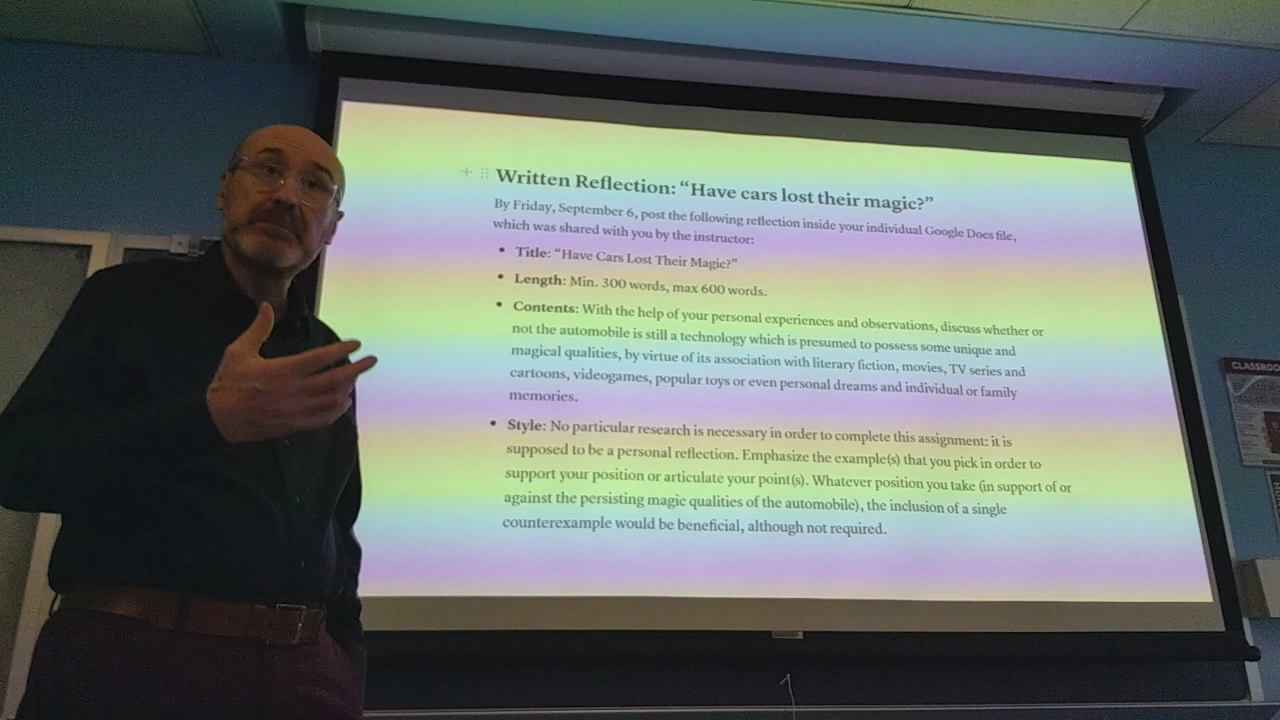 Written Reflection: “Have cars lost their magic?”
By Friday, September 6, post the following reflection inside your individual Google Docs file,
which was shared with you by the instructor:
• Title: “Have Cars Lost Their Magic?”
• Length: Min. 300 words, max 600 words.
• Contents: With the help of your personal experiences and observations, discuss whether or
not the automobile is still a technology which is presumed to possess some unique and
magical qualities, by virtue of its association with literary fiction, movies, TV series and
cartoons, videogames, popular toys or even personal dreams and individual or family
memories.
• Style: No particular research is necessary in order to complete this assignment: it is
supposed to be a personal reflection. Emphasize the example(s) that you pick in order to
support your position or articulate your point(s). Whatever position you take (in support of or
against the persisting magic qualities of the automobile), the inclusion of a single
counterexample would be beneficial, although not required.
CLASSROO